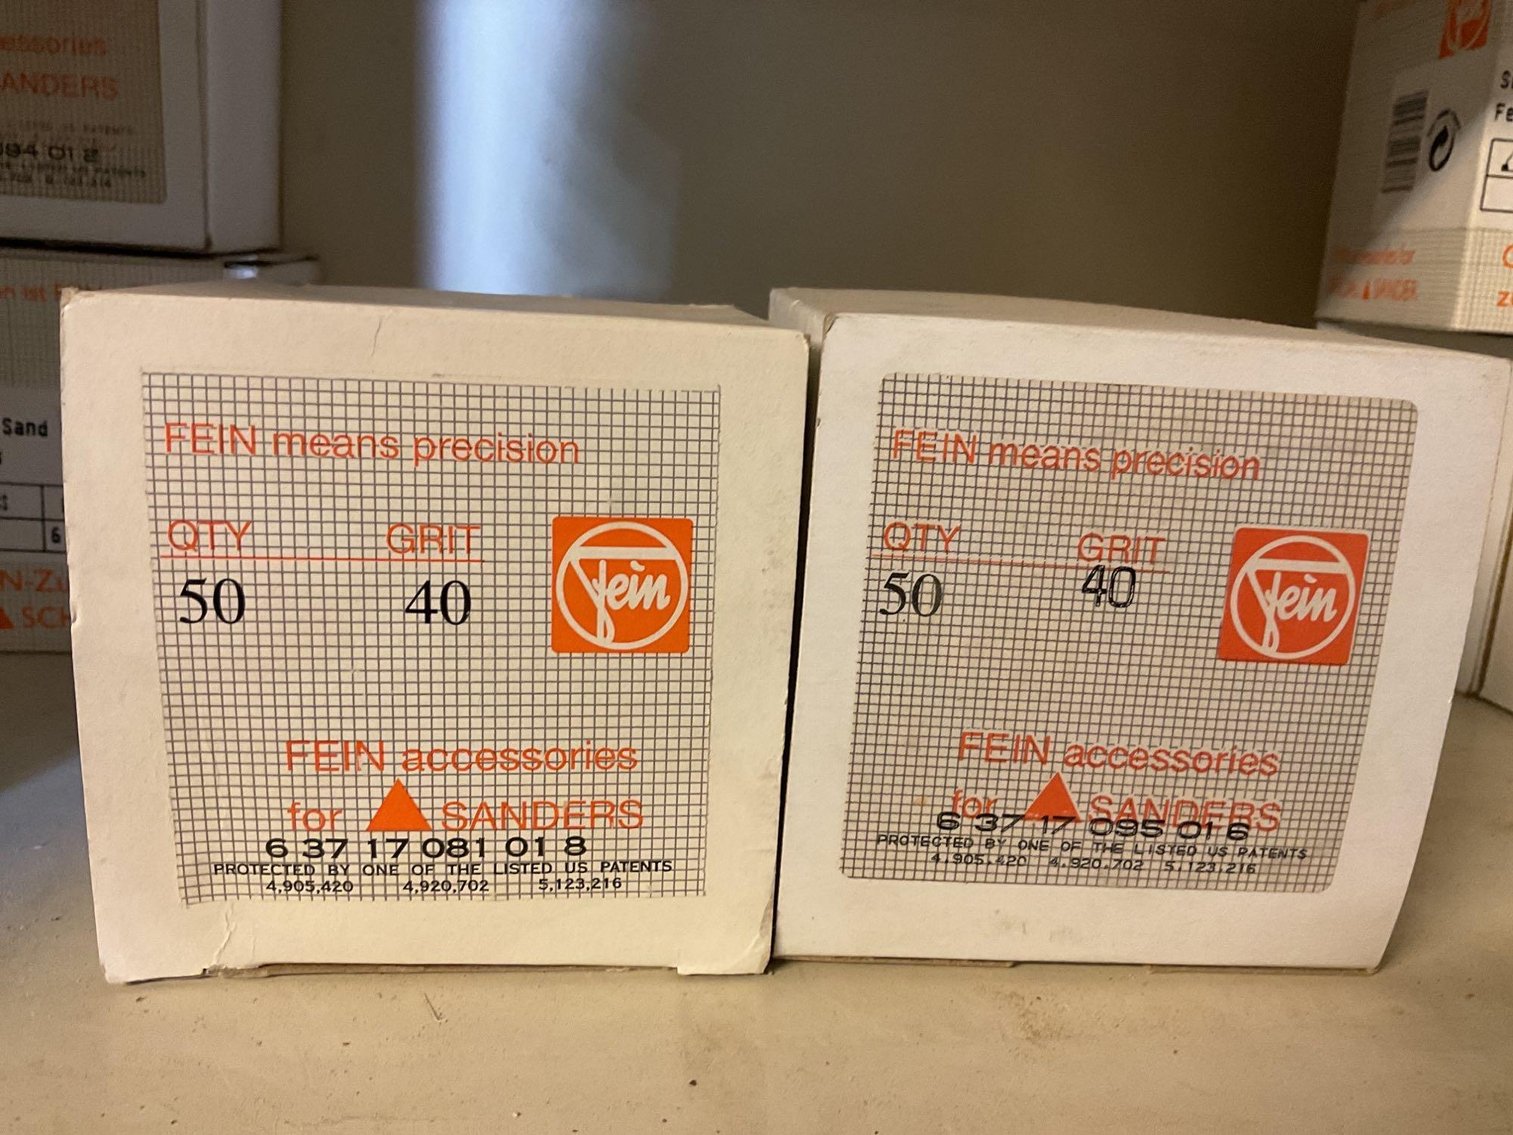 SANDERS
Sand
FEIN means precision
QTY GRIT
50 40
fein
FEIN accessories
for SANDERS
6 37 17 081 01 8
PROTECTED BY ONE OF THE LISTED US PATENTS
4,905,420 4,920,702 5,123,216
FEIN means precision
QTY GRIT
50 40
fein
FEIN accessories
for SANDERS
6 37 17 095 01 6
PROTECTED BY ONE OF THE LISTED US PATENTS
4,905,420 4,920,702 5,123,216